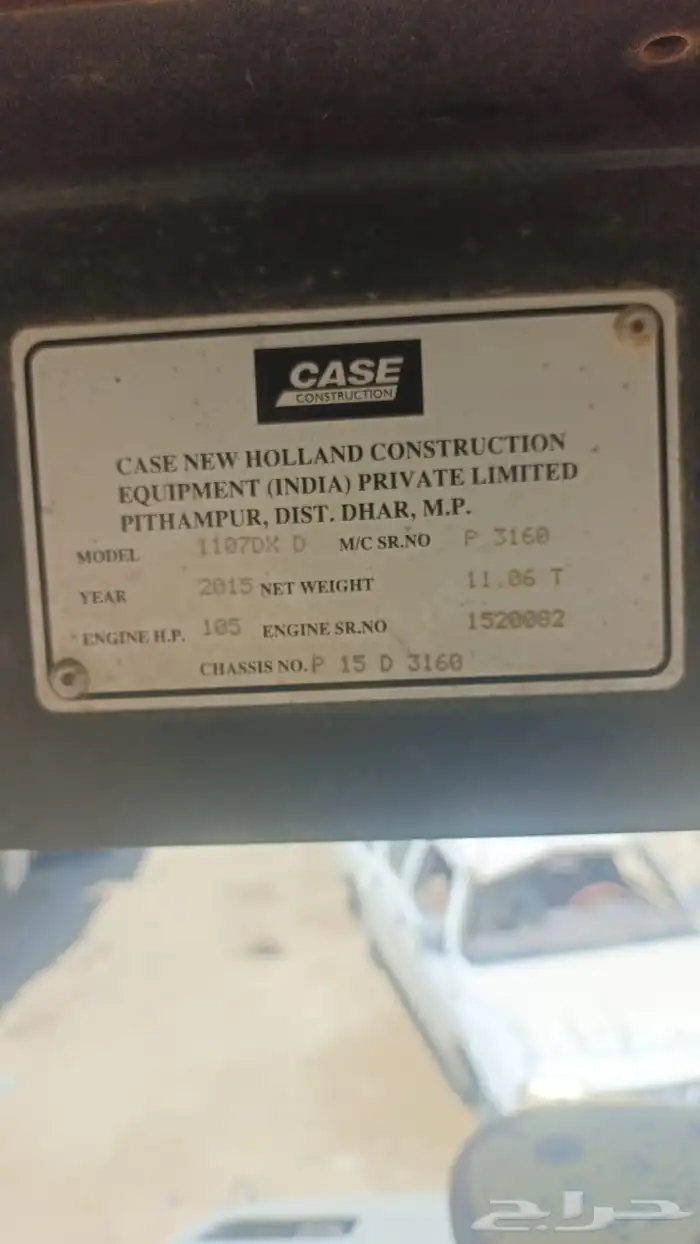 CASE
CONSTRUCTION
CASE NEW HOLLAND CONSTRUCTION
EQUIPMENT (INDIA) PRIVATE LIMITED
PITHAMPUR, DIST. DHAR, M.P.
MODEL 1107DX D M/C SR.NO P 3160
YEAR 2015 NET WEIGHT 11.06 T
ENGINE H.P. 105 ENGINE SR.NO 1520082
CHASSIS NO. P 15 D 3160
حراج